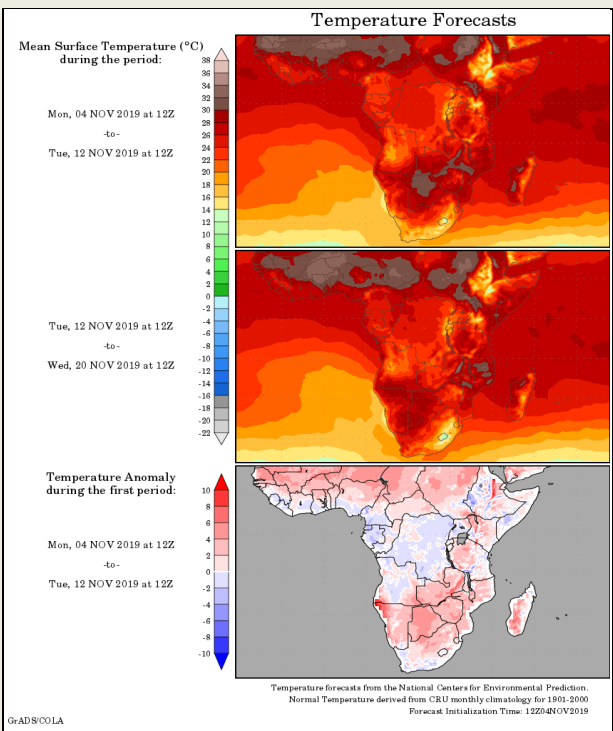 Temperature Forecasts
Mean Surface Temperature (°C)
during the period:
Mon, 04 NOV 2019 at 12Z
-to-
Tue, 12 NOV 2019 at 12Z
38
36
34
32
30
28
26
24
22
20
18
16
14
12
10
8
6
4
2
0
-2
-4
-6
-8
-10
-12
-14
-16
-18
-20
-22
Tue, 12 NOV 2019 at 12Z
-to-
Wed, 20 NOV 2019 at 12Z
Temperature Anomaly
during the first period:
Mon, 04 NOV 2019 at 12Z
-to-
Tue, 12 NOV 2019 at 12Z
10
8
6
4
2
0
-2
-4
-6
-8
-10
Temperature forecasts from the National Centers for Environmental Prediction.
Normal Temperature derived from CRU monthly climatology for 1901-2000
Forecast Initialization Time: 12Z04NOV2019
GrADS/COLA